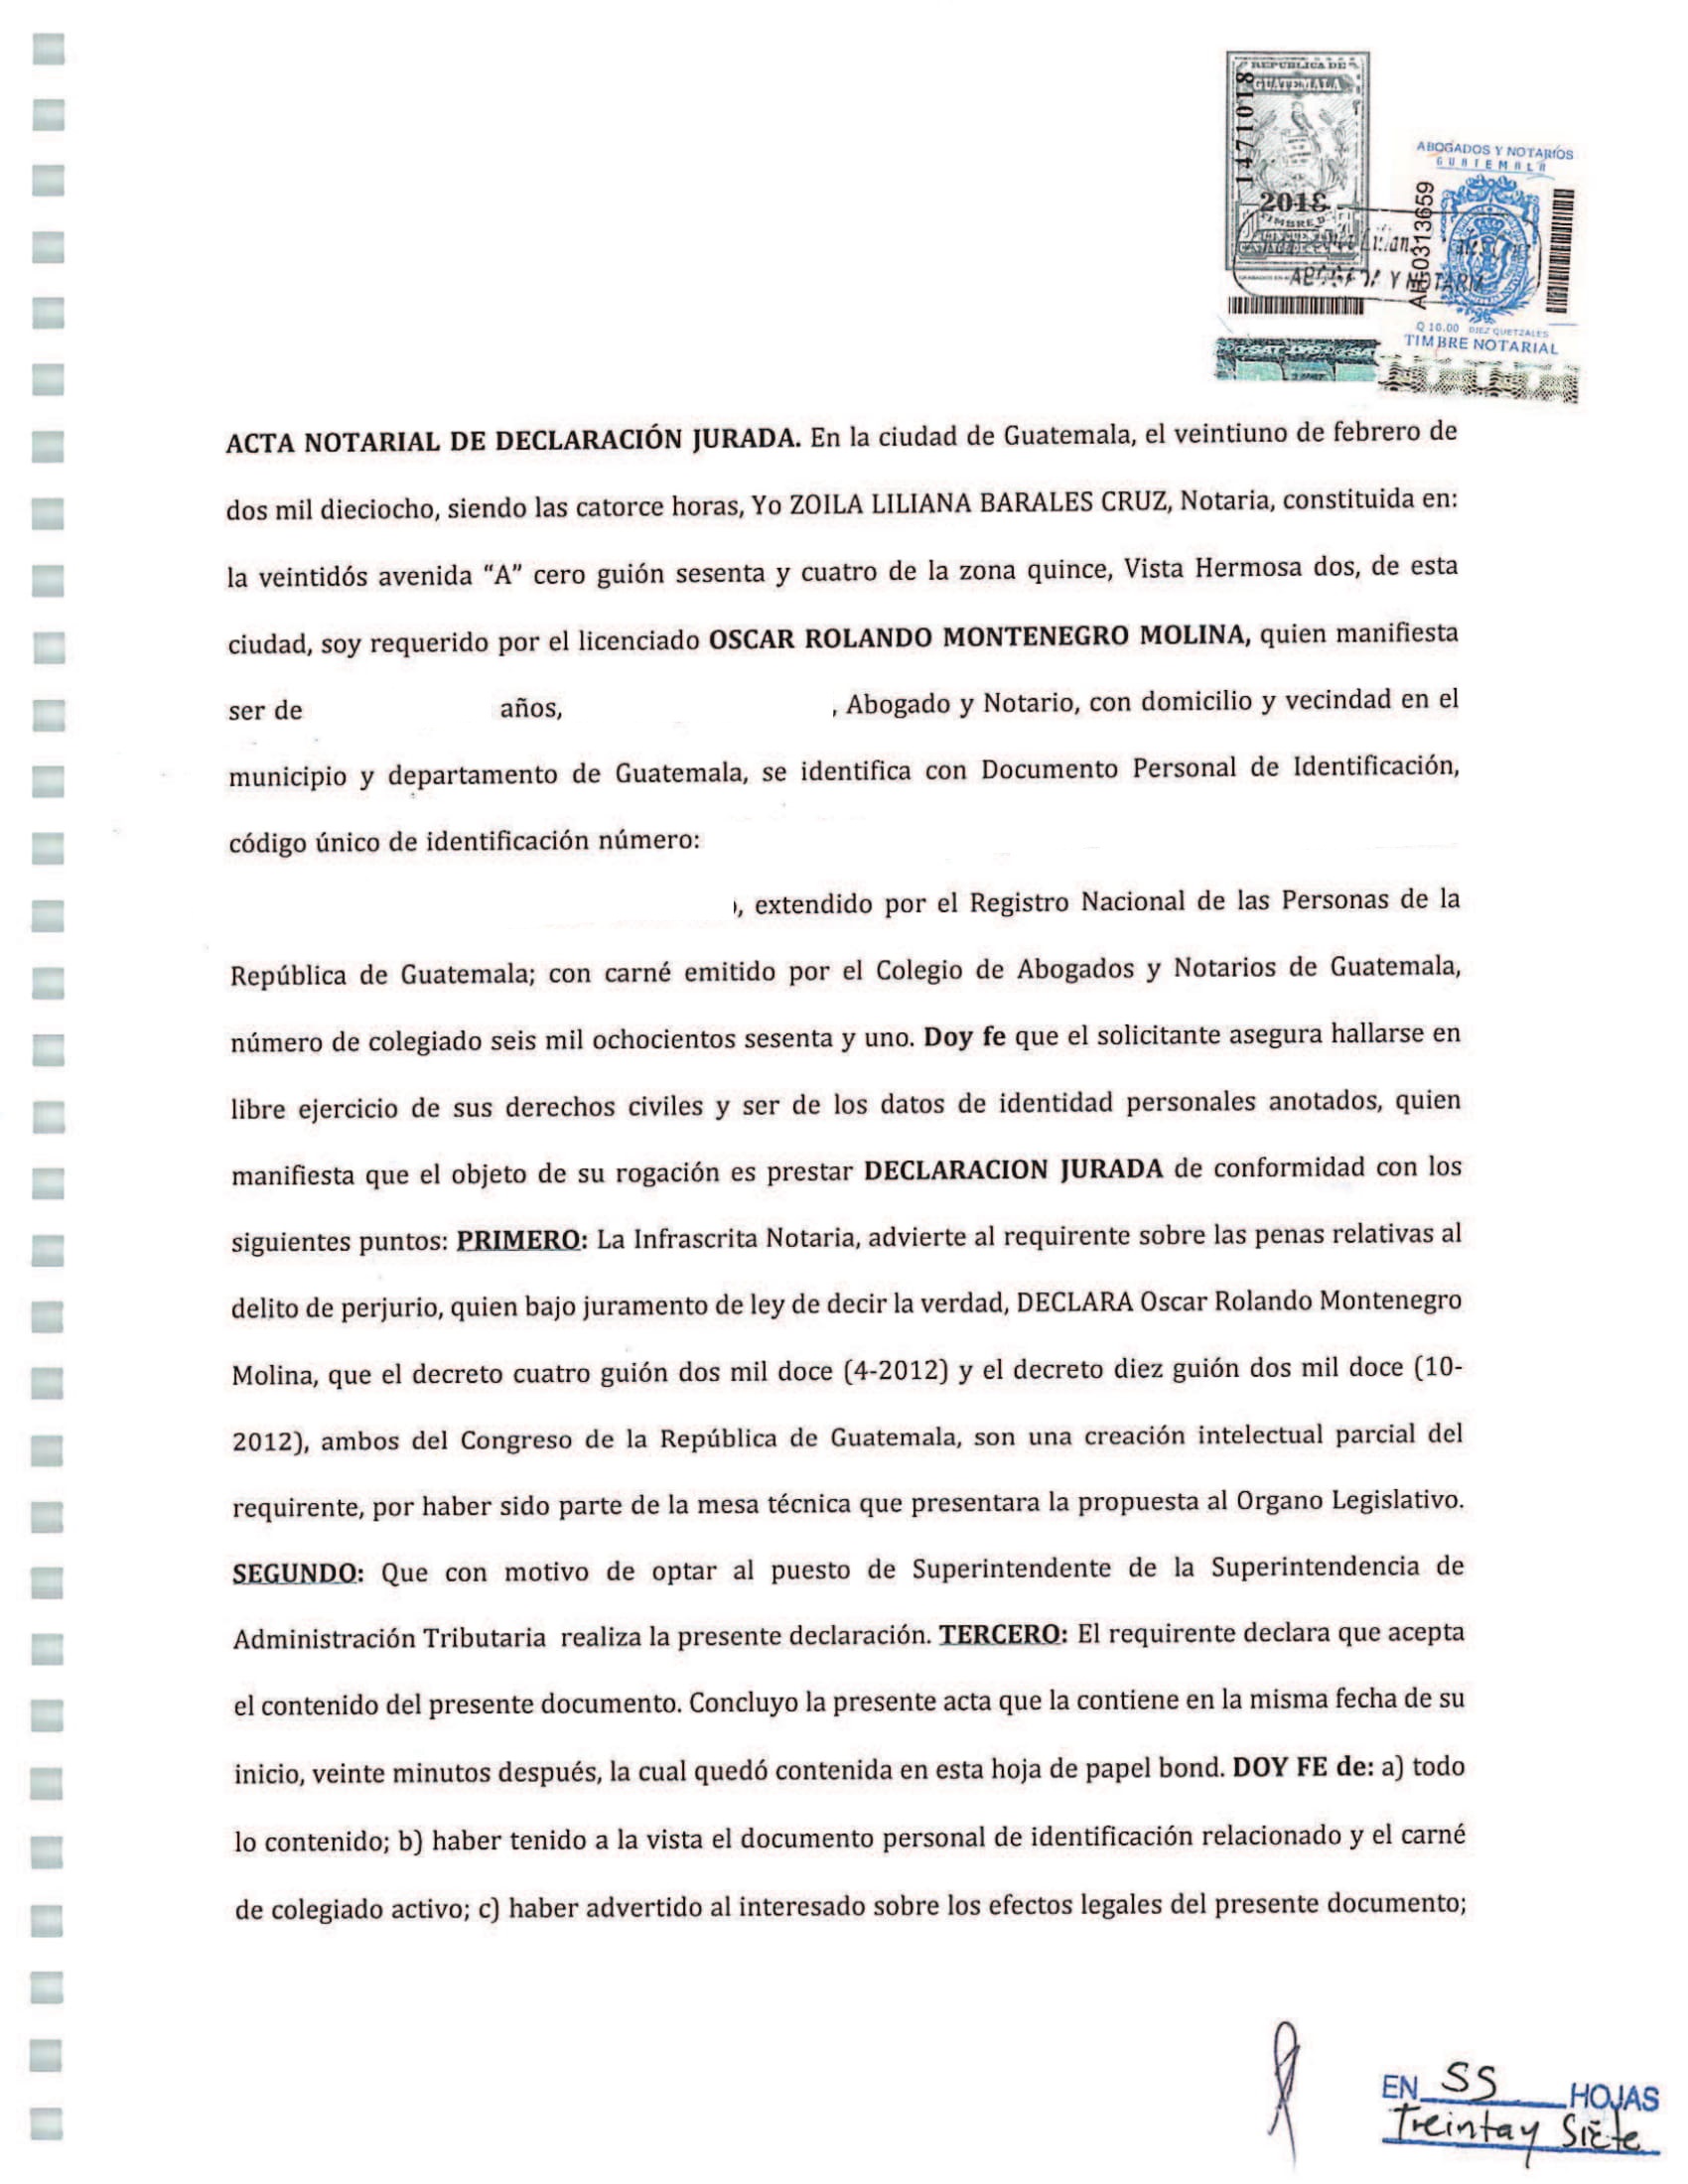 REPUBLICA DE
GUATEMALA
1471018
2018
ABOGADOS Y NOTARIOS
GUATEMALA
0313659
ABOGADA Y NOTARIA
Q 10.00 DIEZ QUETZALES
TIMBRE NOTARIAL
ACTA NOTARIAL DE DECLARACIÓN JURADA. En la ciudad de Guatemala, el veintiuno de febrero de
dos mil dieciocho, siendo las catorce horas, Yo ZOILA LILIANA BARALES CRUZ, Notaria, constituida en:
la veintidós avenida “A” cero guión sesenta y cuatro de la zona quince, Vista Hermosa dos, de esta
ciudad, soy requerido por el licenciado OSCAR ROLANDO MONTENEGRO MOLINA, quien manifiesta
ser de años, , Abogado y Notario, con domicilio y vecindad en el
municipio y departamento de Guatemala, se identifica con Documento Personal de Identificación,
código único de identificación número:
, extendido por el Registro Nacional de las Personas de la
República de Guatemala; con carné emitido por el Colegio de Abogados y Notarios de Guatemala,
número de colegiado seis mil ochocientos sesenta y uno. Doy fe que el solicitante asegura hallarse en
libre ejercicio de sus derechos civiles y ser de los datos de identidad personales anotados, quien
manifiesta que el objeto de su rogación es prestar DECLARACION JURADA de conformidad con los
siguientes puntos: PRIMERO: La Infrascrita Notaria, advierte al requirente sobre las penas relativas al
delito de perjurio, quien bajo juramento de ley de decir la verdad, DECLARA Oscar Rolando Montenegro
Molina, que el decreto cuatro guión dos mil doce (4-2012) y el decreto diez guión dos mil doce (10-
2012), ambos del Congreso de la República de Guatemala, son una creación intelectual parcial del
requirente, por haber sido parte de la mesa técnica que presentara la propuesta al Organo Legislativo.
SEGUNDO: Que con motivo de optar al puesto de Superintendente de la Superintendencia de
Administración Tributaria realiza la presente declaración. TERCERO: El requirente declara que acepta
el contenido del presente documento. Concluyo la presente acta que la contiene en la misma fecha de su
inicio, veinte minutos después, la cual quedó contenida en esta hoja de papel bond. DOY FE de: a) todo
lo contenido; b) haber tenido a la vista el documento personal de identificación relacionado y el carné
de colegiado activo; c) haber advertido al interesado sobre los efectos legales del presente documento;
EN 55 HOJAS
Treinta y Siete